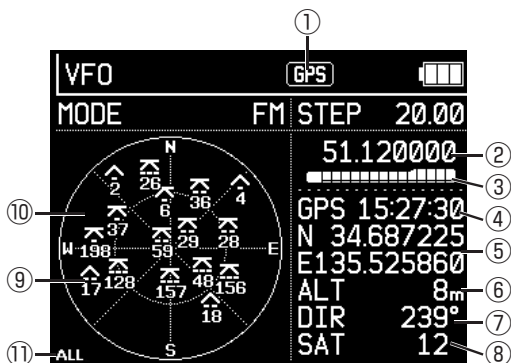 ①
VFO GPS
MODE FM STEP 20.00
51.120000 ②
③
GPS 15:27:30 ④
N 34.687225
E135.525860 ⑤
ALT 8m ⑥
DIR 239° ⑦
SAT 12 ⑧
N
2 26 36 4
6
⑩ 37
29 28
W 198 59 E
⑨ 17 128 157 48 156
18
S
⑪ ALL